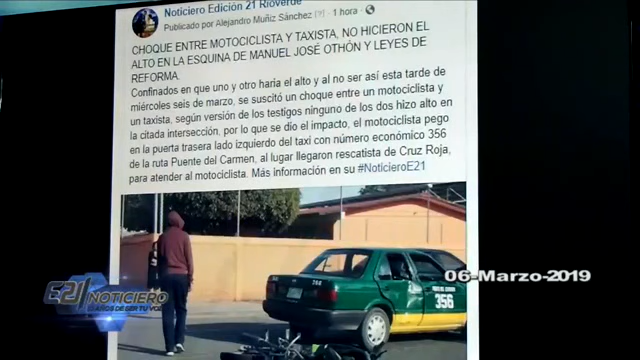 Noticiero Edición 21 Rioverde
Publicado por Alejandro Muñiz Sánchez [?] · 1 hora ·
CHOQUE ENTRE MOTOCICLISTA Y TAXISTA, NO HICIERON EL
ALTO EN LA ESQUINA DE MANUEL JOSÉ OTHÓN Y LEYES DE
REFORMA.
Confinados en que uno y otro haria el alto y al no ser así esta tarde de
miércoles seis de marzo, se suscitó un choque entre un motociclista y
un taxista, según versión de los testigos ninguno de los dos hizo alto en
la citada intersección, por lo que se dio el impacto, el motociclista pego
en la puerta trasera lado izquierdo del taxi con número económico 356
de la ruta Puente del Carmen, al lugar llegaron rescatista de Cruz Roja,
para atender al motociclista. Más información en su #NoticieroE21
06-Marzo-2019
356
E21 NOTICIERO
AÑOS DE SER TU VOZ